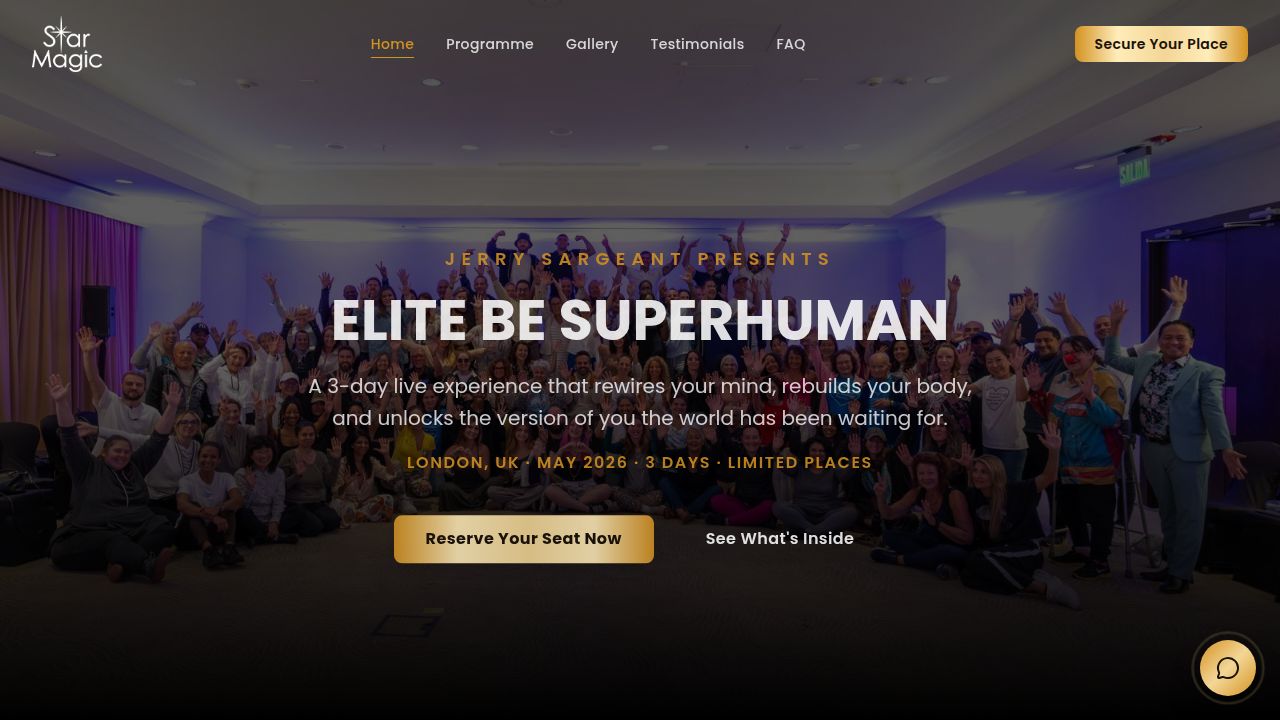 Star
Magic
Home
Programme
Gallery
Testimonials
FAQ
Secure Your Place
SALIDA
JERRY SARGEANT PRESENTS
ELITE BE SUPERHUMAN
A 3-day live experience that rewires your mind, rebuilds your body,
and unlocks the version of you the world has been waiting for.
LONDON, UK · MAY 2026 · 3 DAYS · LIMITED PLACES
Reserve Your Seat Now
See What's Inside